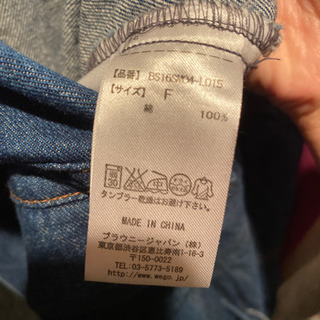 【品番】 BS16SM04-L015
【サイズ】 F
綿 100%
タンブラー乾燥はお避け下さい
MADE IN CHINA
ブラウニージャパン（株）
東京都渋谷区恵比寿南1-16-3
〒150-0022
TEL:03-5773-5189
http://www.wego.jp/